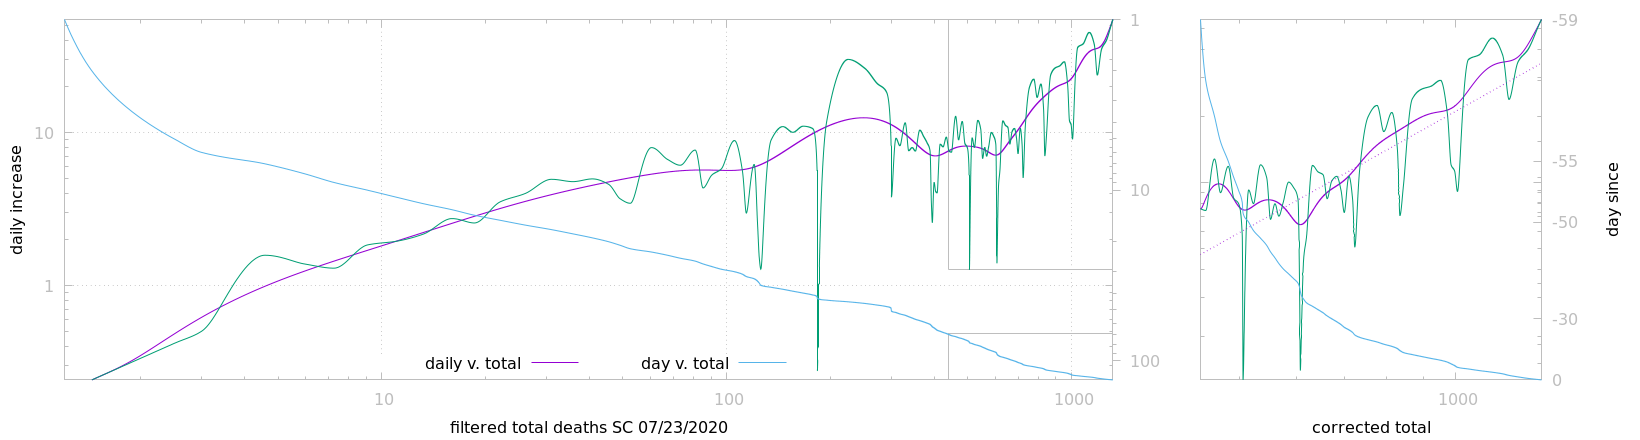 1
-59
10
-55
daily increase
10
-50
day since
1
-30
daily v. total
day v. total
100
0
10
100
1000
1000
filtered total deaths SC 07/23/2020
corrected total